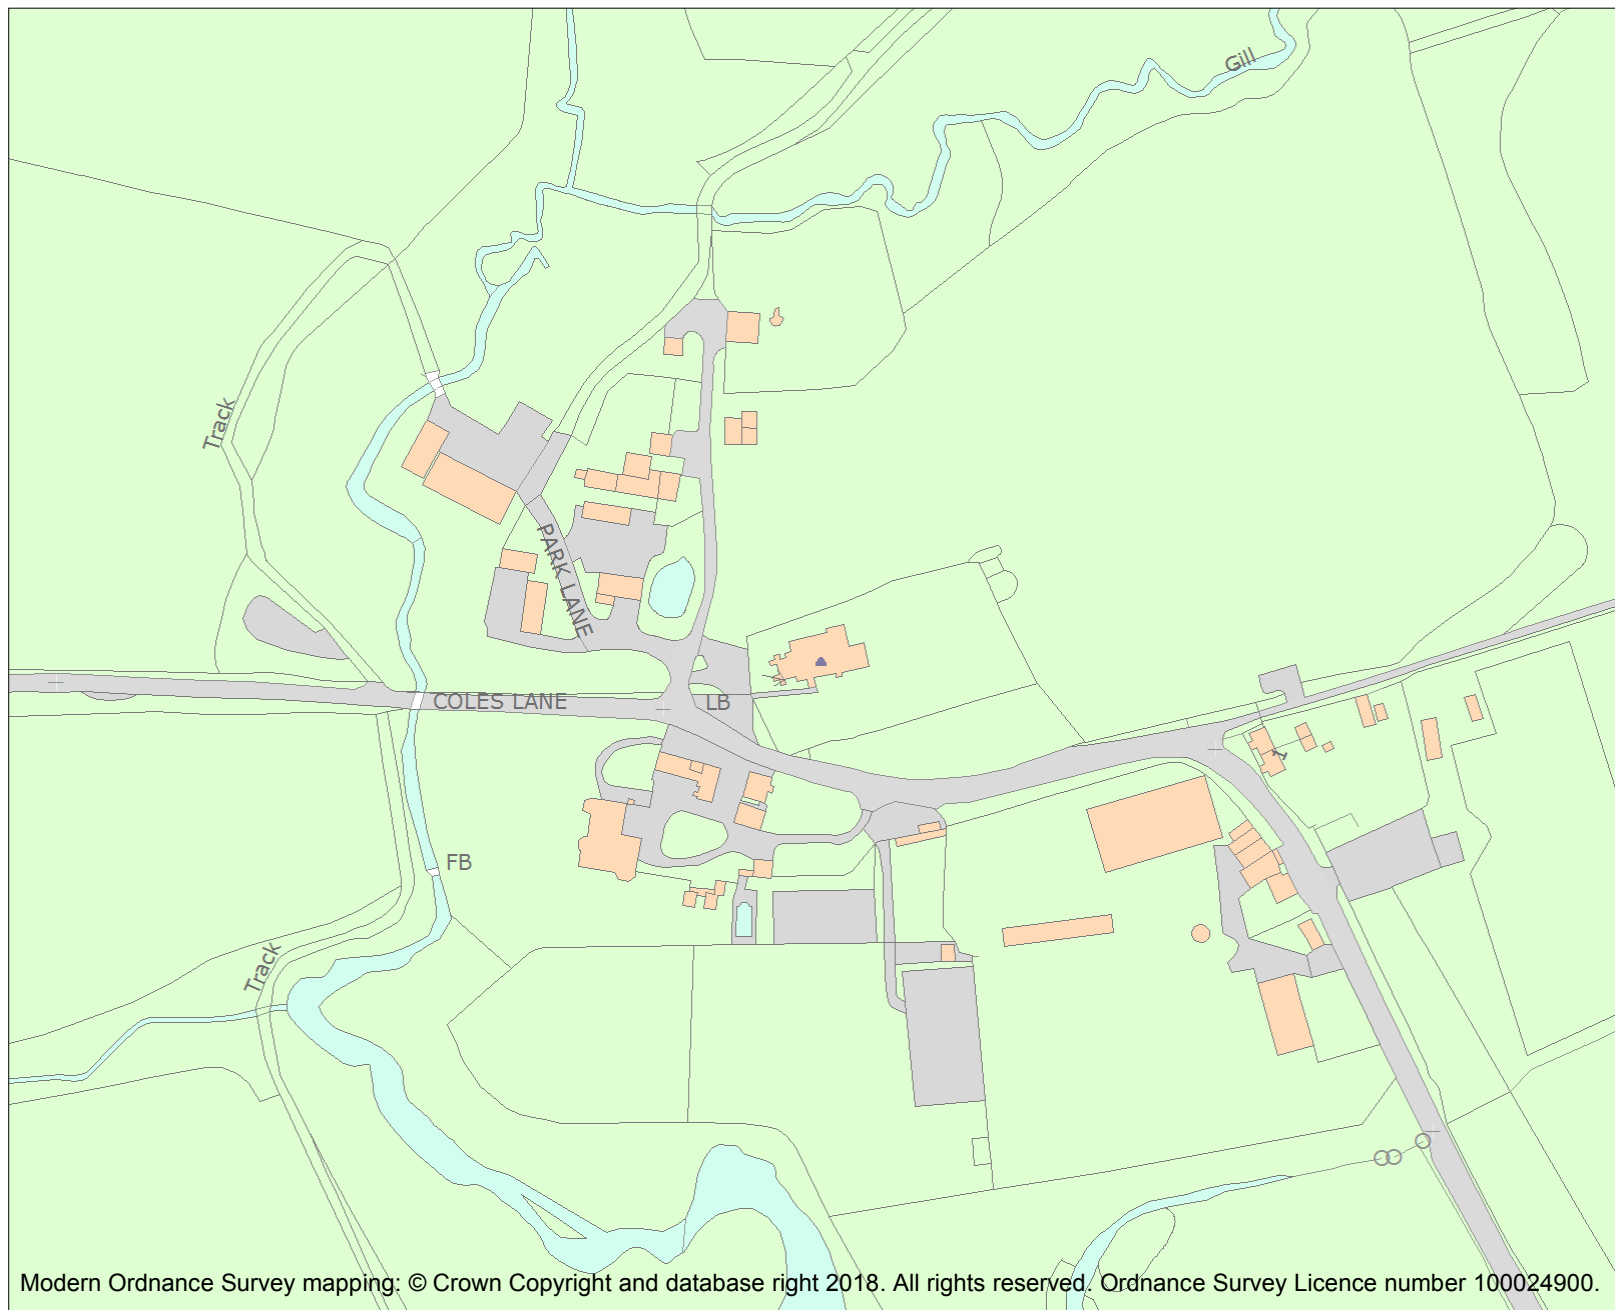 Gill
Track
PARK LANE
COLES LANE
LB
1
FB
Track
Modern Ordnance Survey mapping: © Crown Copyright and database right 2018. All rights reserved. Ordnance Survey Licence number 100024900.